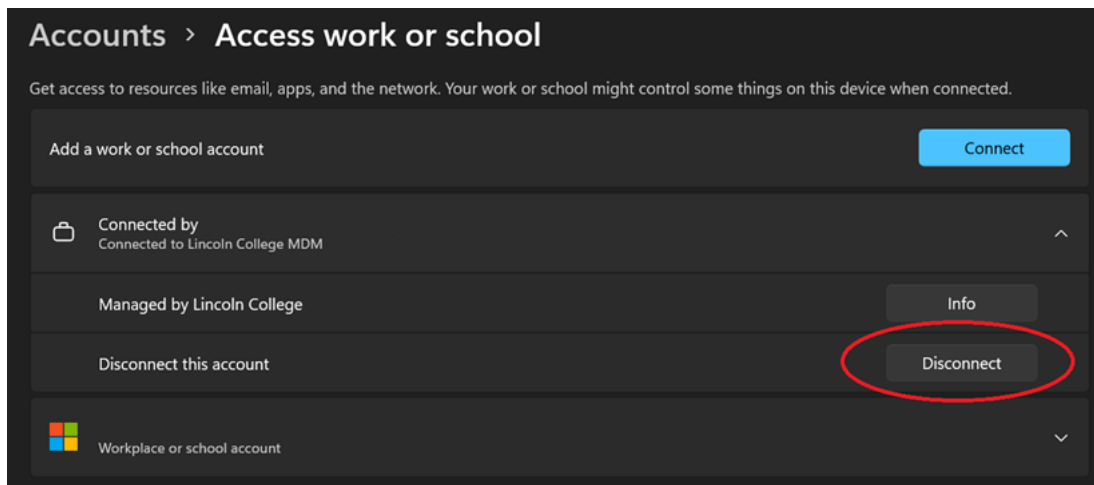 Accounts > Access work or school
Get access to resources like email, apps, and the network. Your work or school might control some things on this device when connected.
Add a work or school account
Connect
Connected by
Connected to Lincoln College MDM
Managed by Lincoln College
Info
Disconnect this account
Disconnect
Workplace or school account